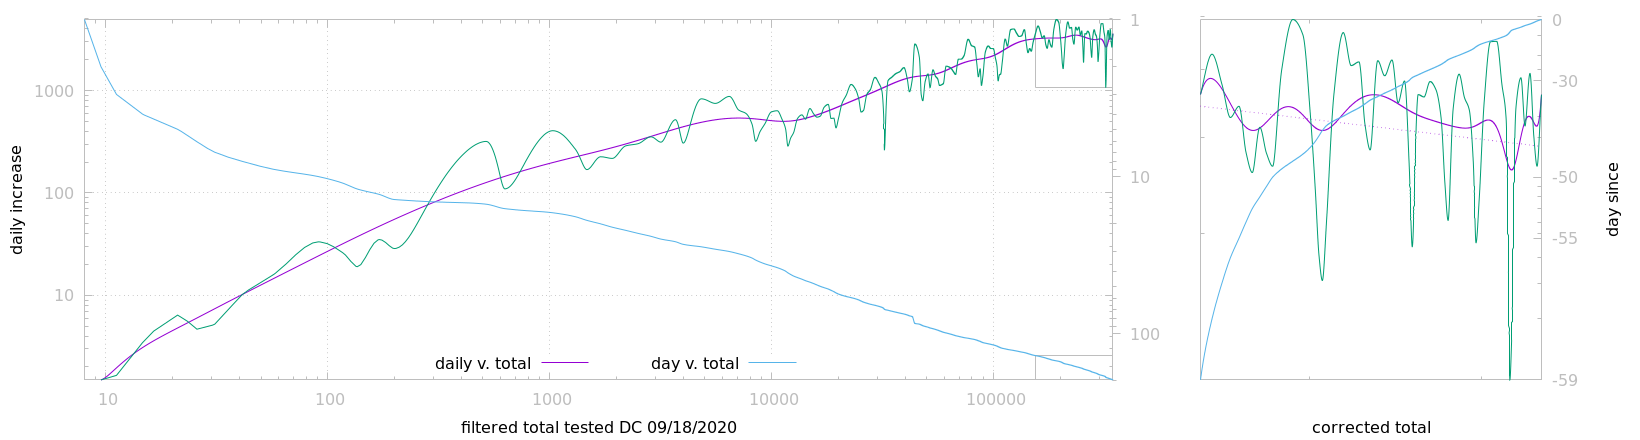 1
0
1000
-30
daily increase
10
-50
day since
100
-55
10
100
daily v. total
day v. total
-59
10
100
1000
10000
100000
filtered total tested DC 09/18/2020
corrected total